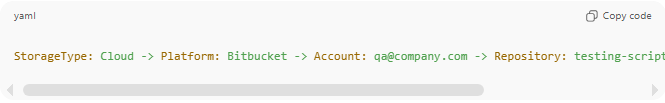 yaml
Copy code
StorageType: Cloud -> Platform: Bitbucket -> Account: qa@company.com -> Repository: testing-script